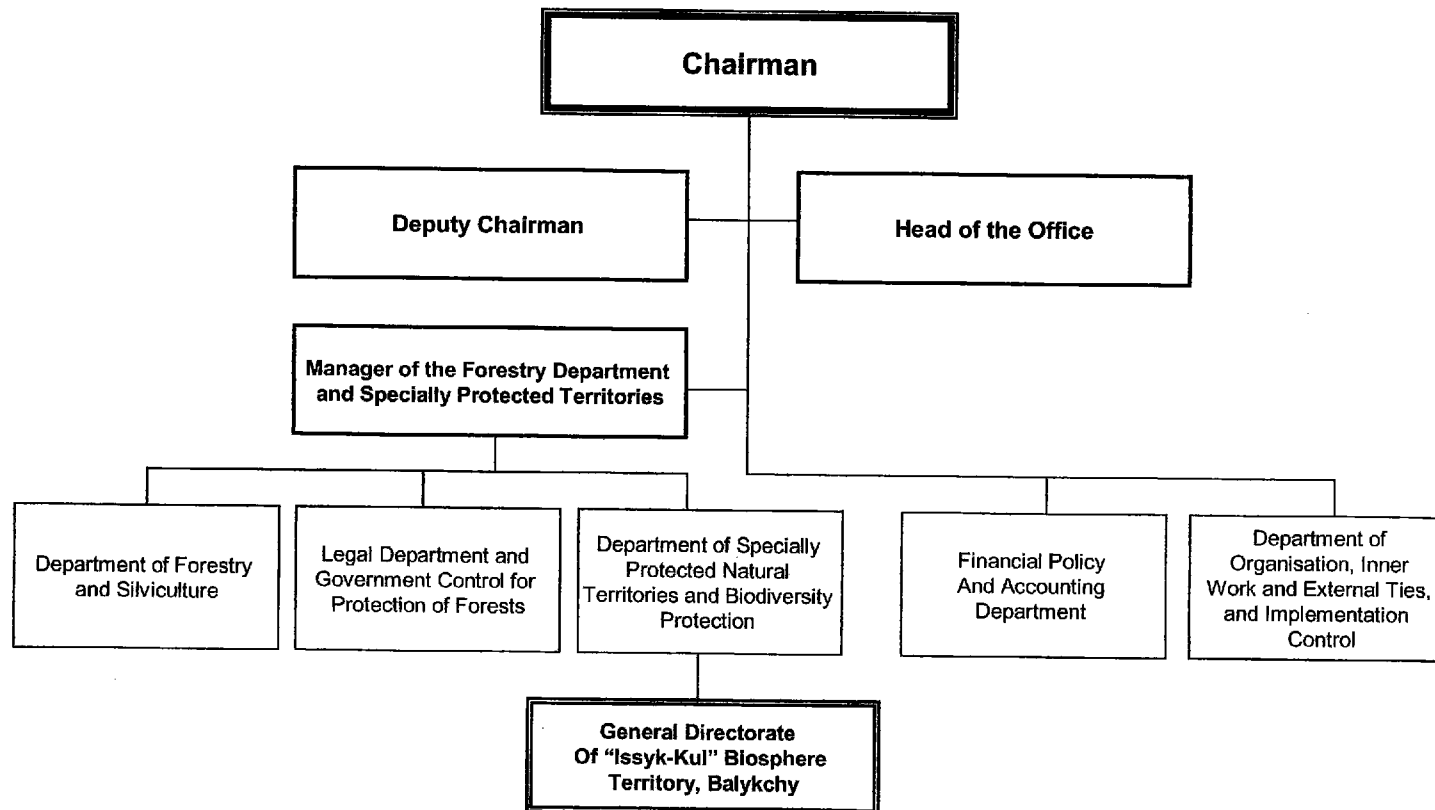 Chairman
Deputy Chairman
Head of the Office
Manager of the Forestry Department
and Specially Protected Territories
Department of Forestry
and Silviculture
Legal Department and
Government Control for
Protection of Forests
Department of Specially
Protected Natural
Territories and Biodiversity
Protection
Financial Policy
And Accounting
Department
Department of
Organisation, Inner
Work and External Ties,
and Implementation
Control
General Directorate
Of “Issyk-Kul” Biosphere
Territory, Balykchy